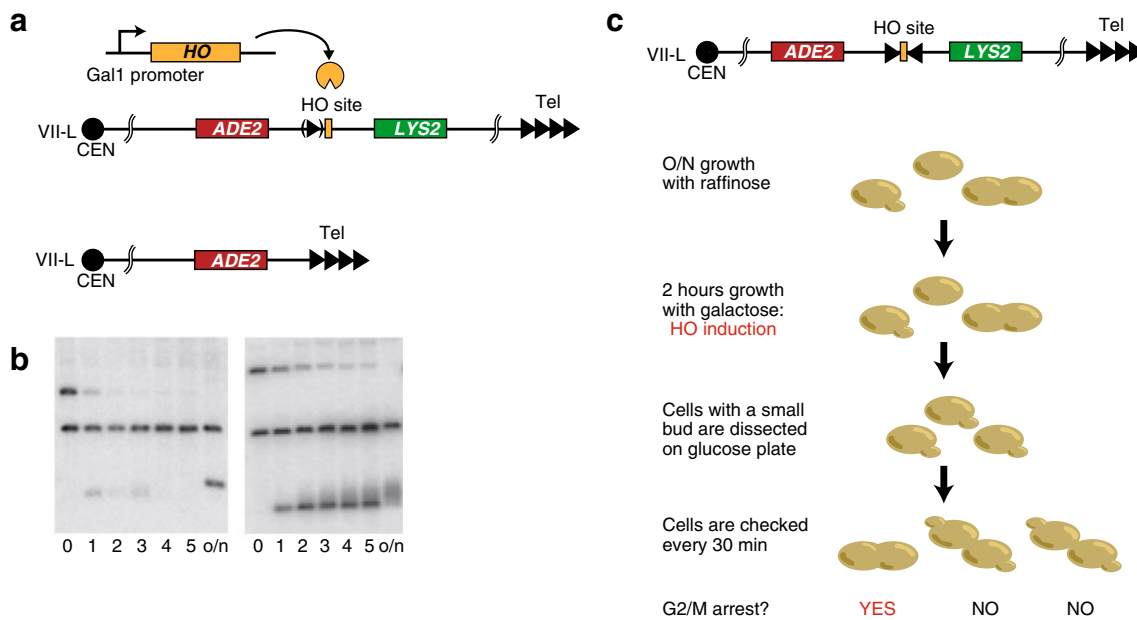 a
HO
Gal1 promoter
HO site
Tel
VII-L
ADE2
( )
LYS2
CEN
Tel
VII-L
ADE2
CEN
b
0 1 2 3 4 5 o/n
0 1 2 3 4 5 o/n
c
HO site
Tel
VII-L
ADE2
LYS2
CEN
O/N growth
with raffinose
2 hours growth
with galactose:
HO induction
Cells with a small
bud are dissected
on glucose plate
Cells are checked
every 30 min
G2/M arrest? YES NO NO